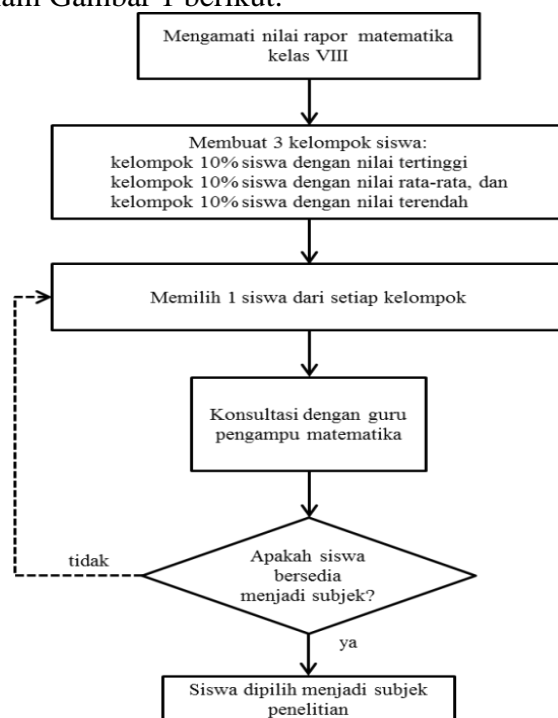 Gambar 1 berikut:
Mengamati nilai rapor matematika
kelas VIII
Membuat 3 kelompok siswa:
kelompok 10% siswa dengan nilai tertinggi
kelompok 10% siswa dengan nilai rata-rata, dan
kelompok 10% siswa dengan nilai terendah
Memilih 1 siswa dari setiap kelompok
Konsultasi dengan guru
pengampu matematika
Apakah siswa
bersedia
menjadi subjek?
tidak
ya
Siswa dipilih menjadi subjek
penelitian